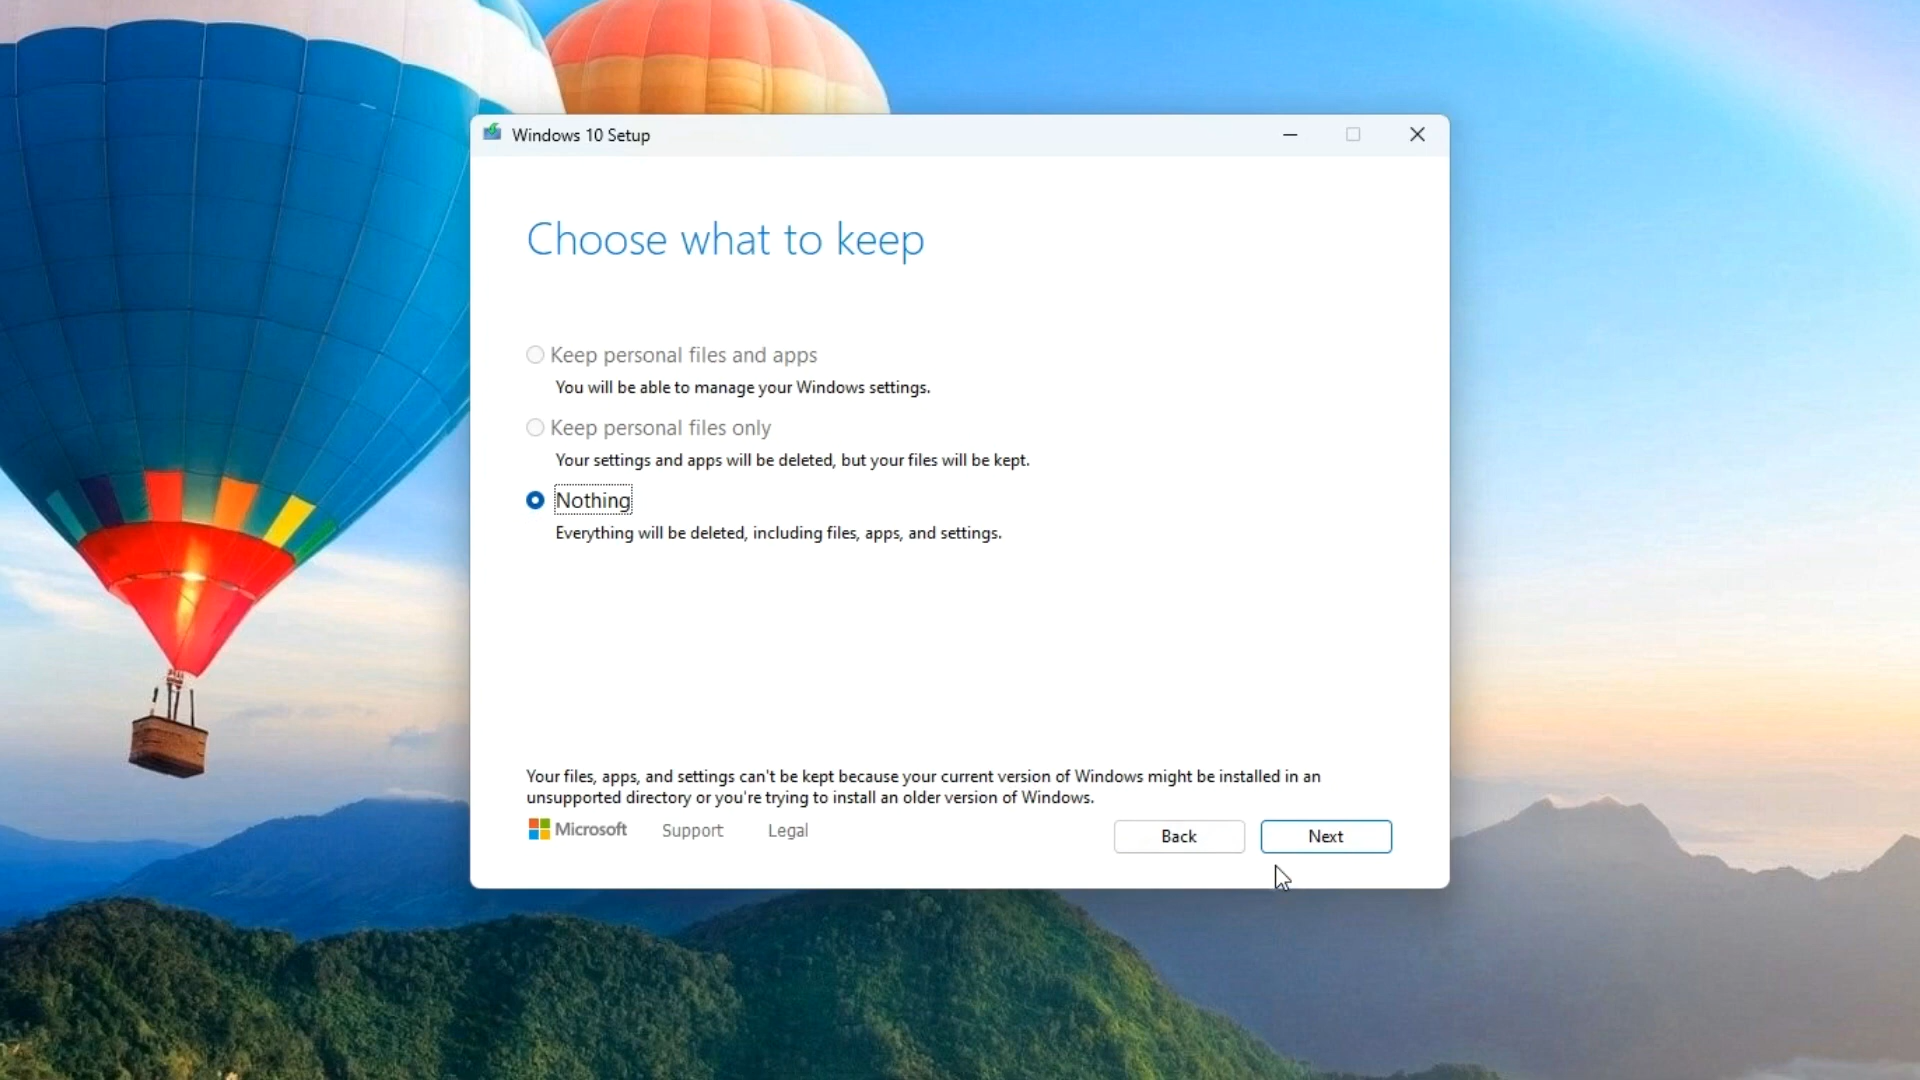 Windows 10 Setup
Choose what to keep
Keep personal files and apps
You will be able to manage your Windows settings.
Keep personal files only
Your settings and apps will be deleted, but your files will be kept.
Nothing
Everything will be deleted, including files, apps, and settings.
Your files, apps, and settings can't be kept because your current version of Windows might be installed in an
unsupported directory or you're trying to install an older version of Windows.
Microsoft Support Legal Back Next